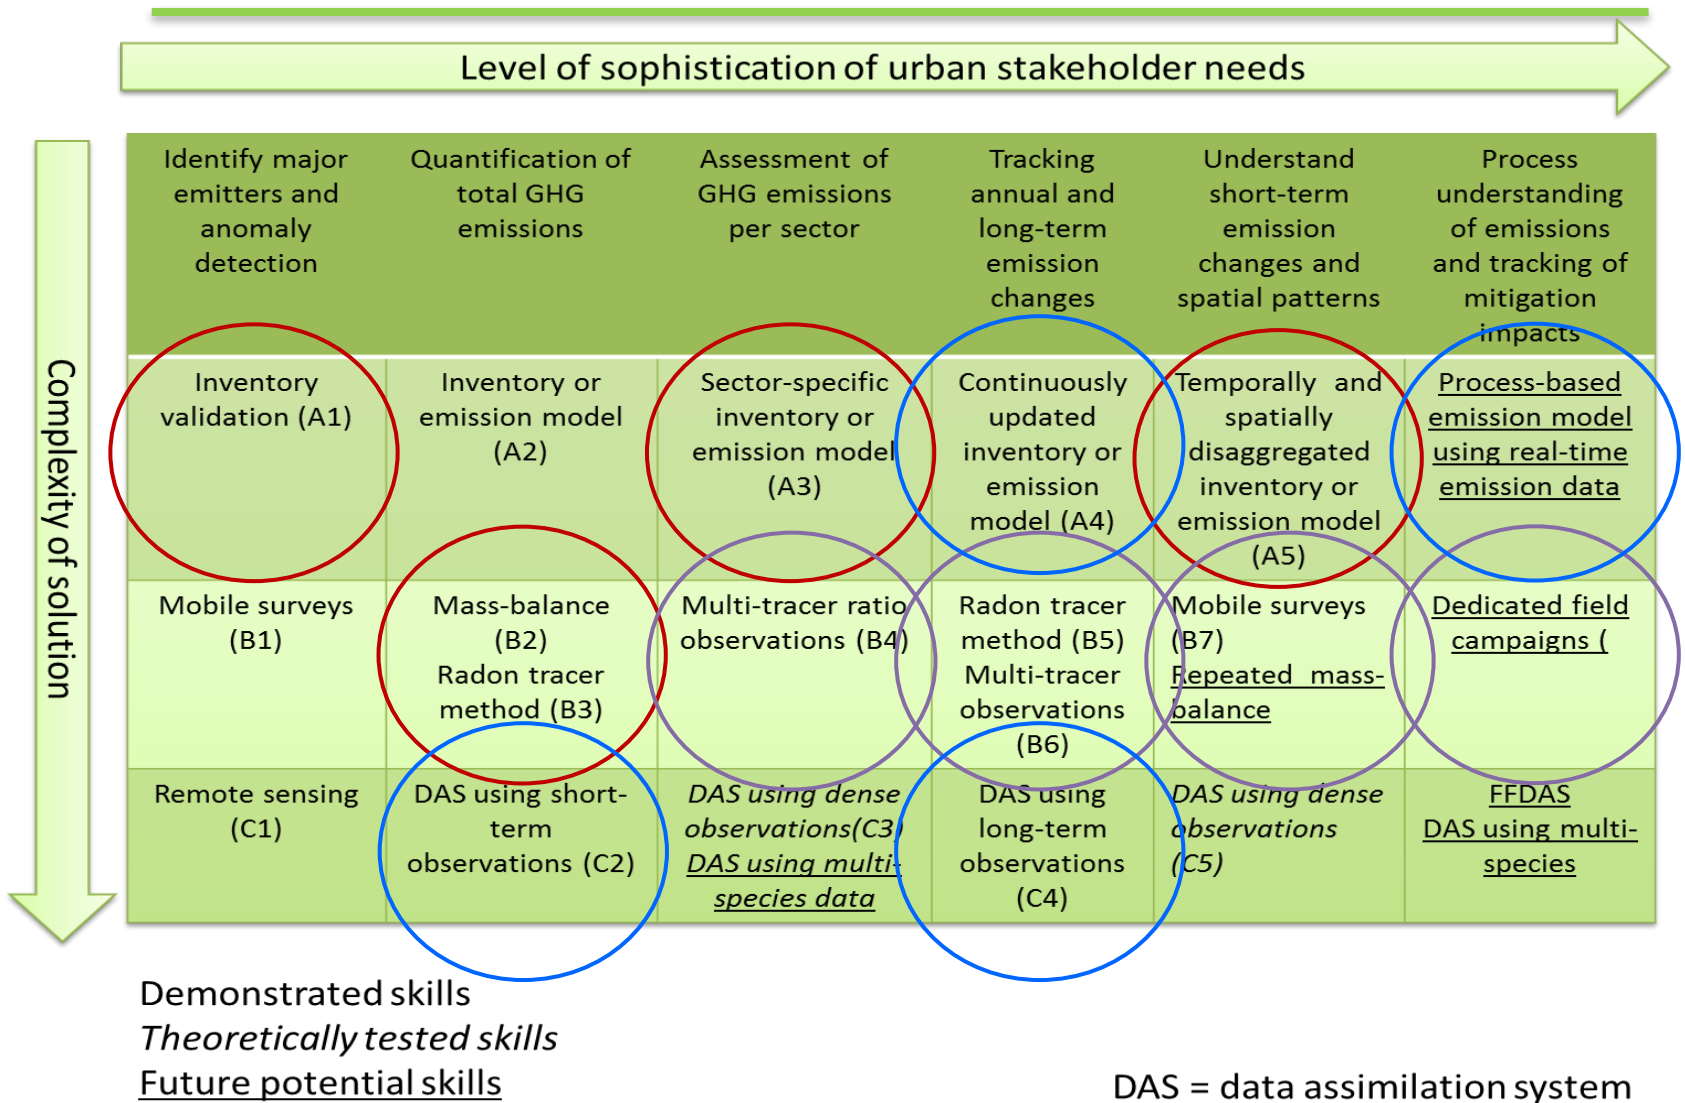 Level of sophistication of urban stakeholder needs
Complexity of solution
Identify major
emitters and
anomaly
detection
Quantification of
total GHG
emissions
Assessment of
GHG emissions
per sector
Tracking
annual and
long-term
emission
changes
Understand
short-term
emission
changes and
spatial patterns
Process
understanding
of emissions
and tracking of
mitigation
impacts
Inventory
validation (A1)
Inventory or
emission model
(A2)
Sector-specific
inventory or
emission model
(A3)
Continuously
updated
inventory or
emission
model (A4)
Temporally and
spatially
disaggregated
inventory or
emission model
(A5)
Process-based
emission model
using real-time
emission data
Mobile surveys
(B1)
Mass-balance
(B2)
Radon tracer
method (B3)
Multi-tracer ratio
observations (B4)
Radon tracer
method (B5)
Multi-tracer
observations
(B6)
Mobile surveys
(B7)
Repeated mass-
balance
Dedicated field
campaigns (
Remote sensing
(C1)
DAS using short-
term
observations (C2)
DAS using dense
observations(C3)
DAS using multi-
species data
DAS using
long-term
observations
(C4)
DAS using dense
observations
(C5)
FFDAS
DAS using multi-
species
Demonstrated skills
Theoretically tested skills
Future potential skills
DAS = data assimilation system